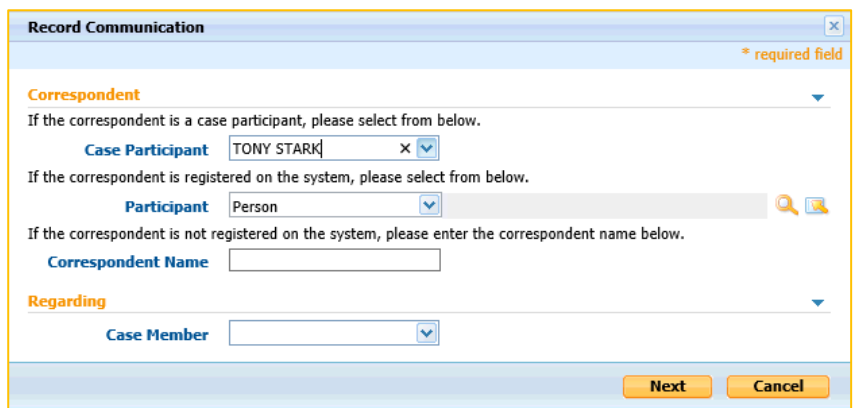 Record Communication
* required field
Correspondent
If the correspondent is a case participant, please select from below.
Case Participant TONY STARK
If the correspondent is registered on the system, please select from below.
Participant Person
If the correspondent is not registered on the system, please enter the correspondent name below.
Correspondent Name
Regarding
Case Member
Next Cancel